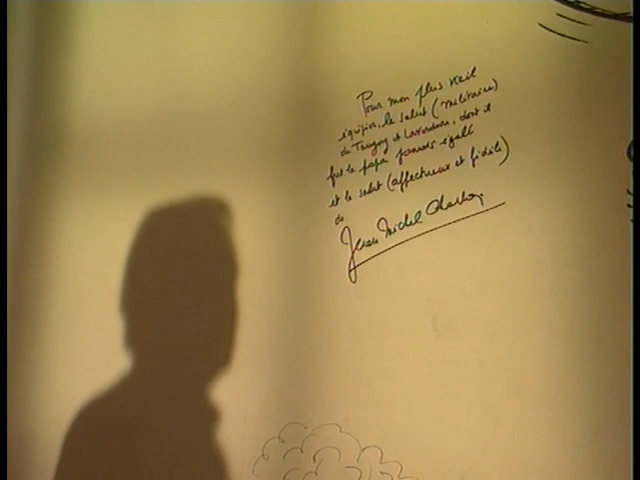 Pour mon plus vieil
équipier, le salut (militaire)
de Tanguy et Laverdure, dont il
fut le papa jamais égalé
et le salut (affectueux et fidèle)
de
Jean Michel Charlier